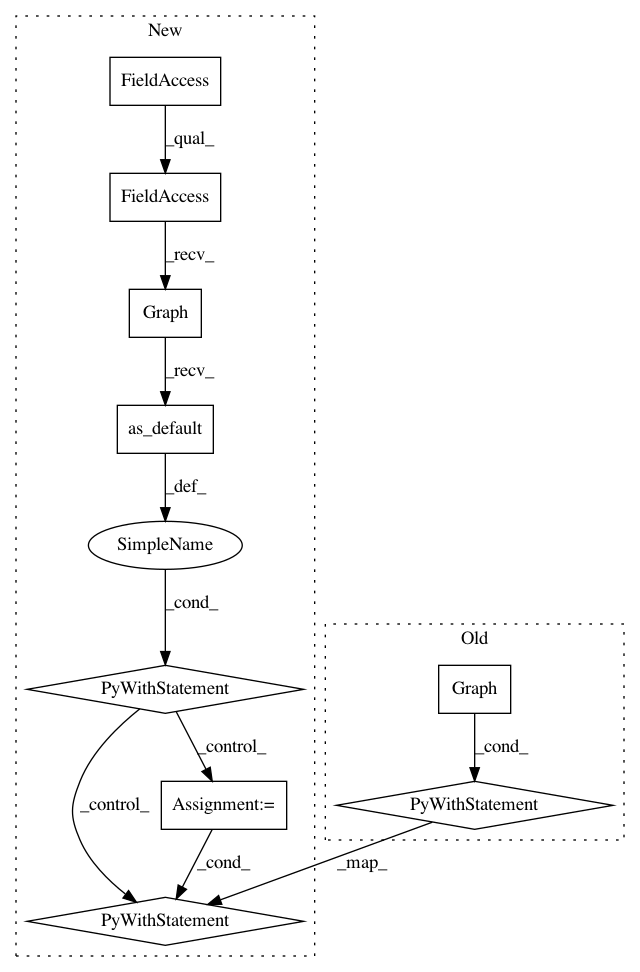 New
FieldAccess
_qual_
FieldAccess
_recv_
Graph
_recv_
as_default
_def_
SimpleName
_cond_
Old
PyWithStatement
Graph
_control_
_cond_
_control_
Assignment:=
PyWithStatement
_cond_
_map_
PyWithStatement